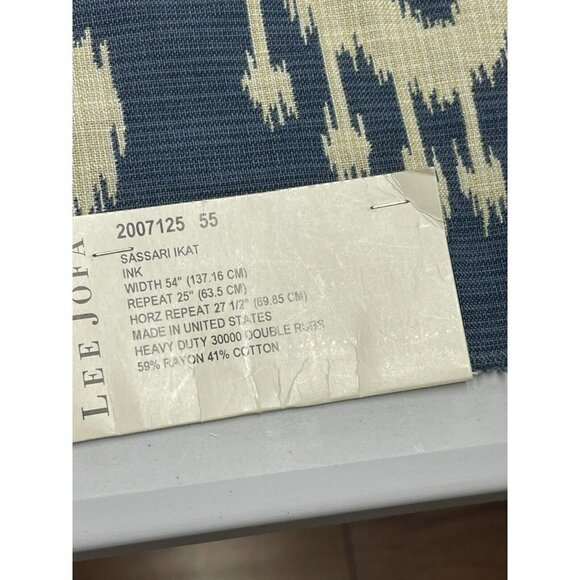 LEE JOFA
2007125 55
SASSARI IKAT
INK
WIDTH 54" (137.16 CM)
REPEAT 25" (63.5 CM)
HORZ REPEAT 27 1/2" (69.85 CM)
MADE IN UNITED STATES
HEAVY DUTY 30000 DOUBLE RUBS
59% RAYON 41% COTTON